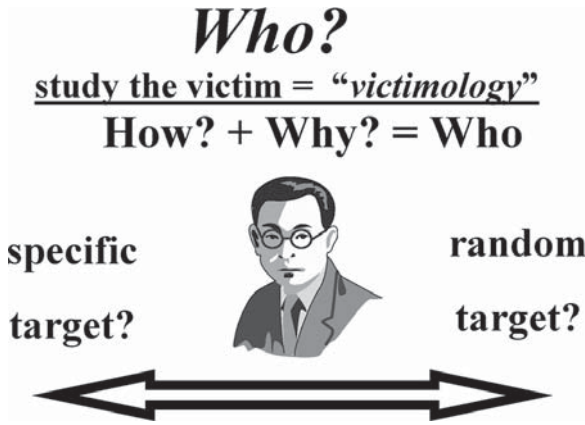 Who?
study the victim = “victimology”
How? + Why? = Who
specific
target?
random
target?